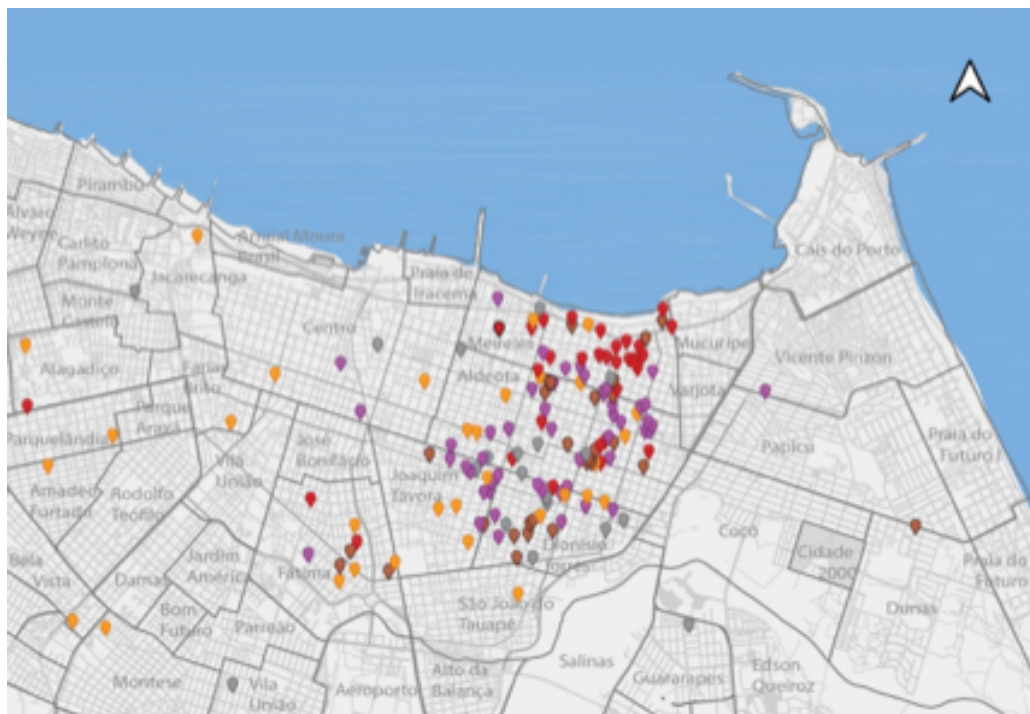 Pirambu
Álvaro
Weyne
Carlito
Pamplona
Jacarecanga
Arraial Moura
Brasil
Praia de
Iracema
Cais do Porto
Monte
Castelo
Centro
Meireles
Mucuripe
Vicente Pinzon
Alagadiço
Farias
Brito
Aldeota
Varjota
Parque
Araxá
Parquelândia
José
Bonifácio
Papicu
Praia do
Futuro I
Vila
União
Joaquim
Távora
Amadeu
Furtado
Rodolfo
Teófilo
Cocó
Cidade
2000
Dionísio
Torres
Bela
Vista
Damas
Jardim
América
Fátima
Praia do
Futuro
Bom
Futuro
Parreão
São João do
Tauapé
Dunas
Salinas
Montese
Vila
União
Aeroporto
Alto da
Balança
Guararapes
Edson
Queiroz